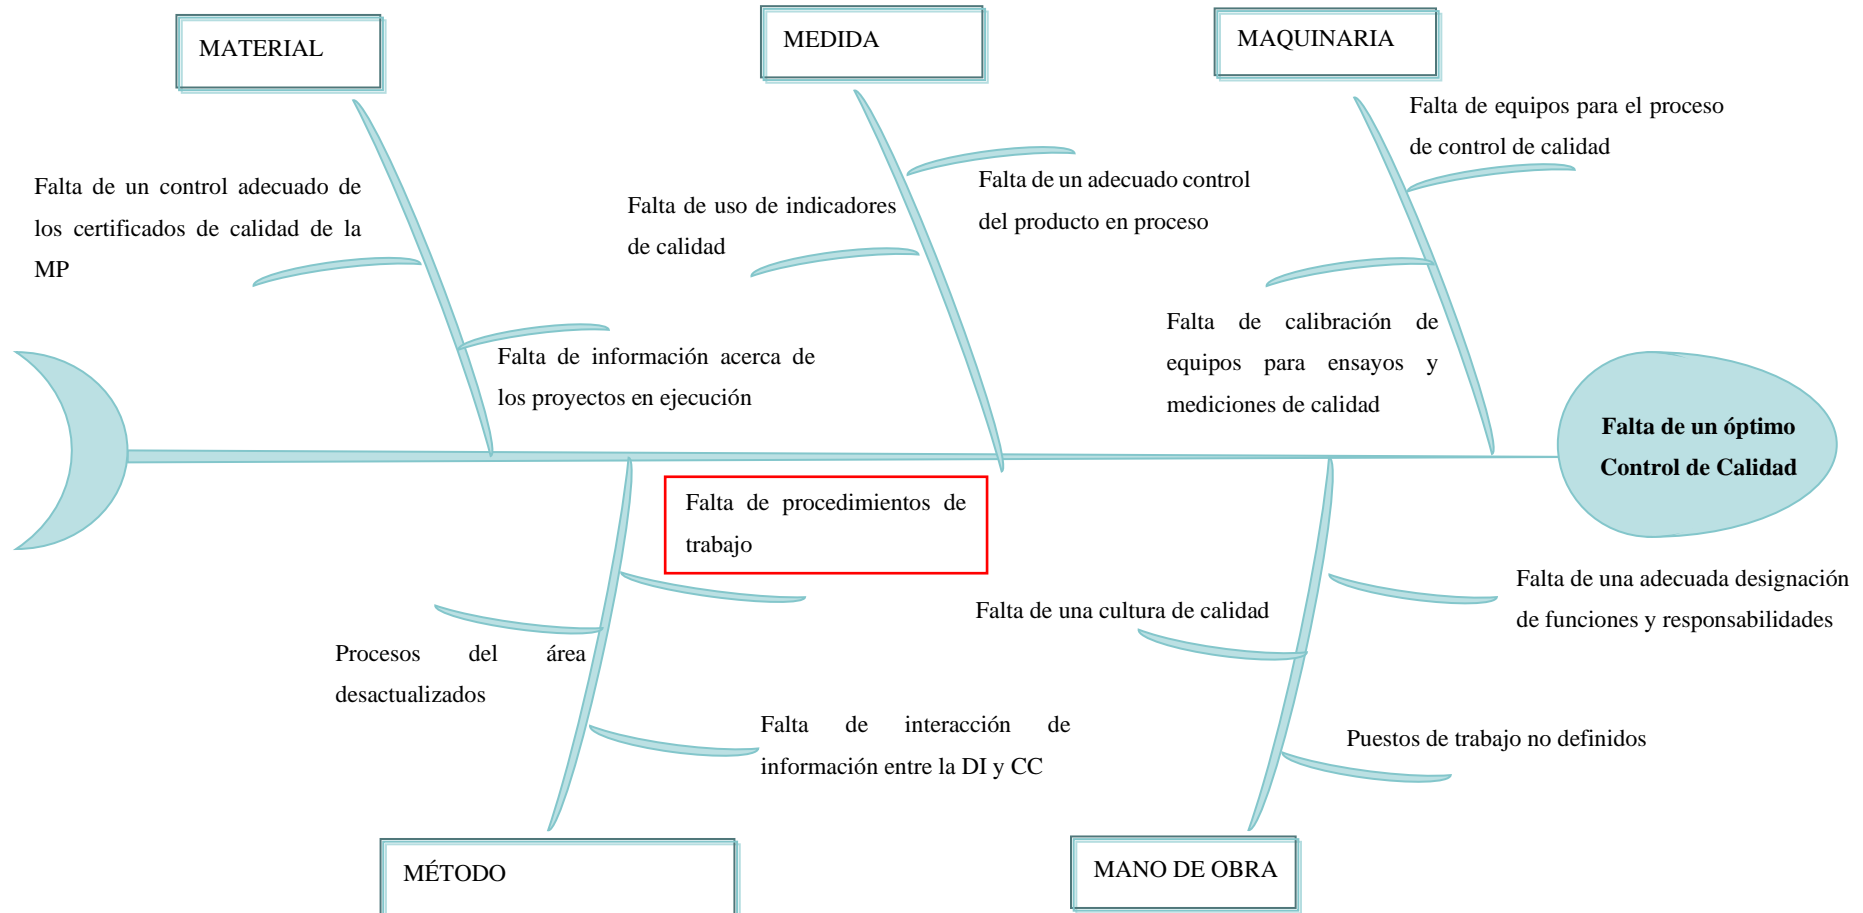 MATERIAL
MEDIDA
MAQUINARIA
Falta de un control adecuado de
los certificados de calidad de la
MP
Falta de información acerca de
los proyectos en ejecución
Falta de uso de indicadores
de calidad
Falta de un adecuado control
del producto en proceso
Falta de equipos para el proceso
de control de calidad
Falta de calibración de
equipos para ensayos y
mediciones de calidad
Falta de un óptimo
Control de Calidad
Falta de procedimientos de
trabajo
Procesos del área
desactualizados
Falta de interacción de
información entre la DI y CC
Falta de una cultura de calidad
Falta de una adecuada designación
de funciones y responsabilidades
Puestos de trabajo no definidos
MÉTODO
MANO DE OBRA